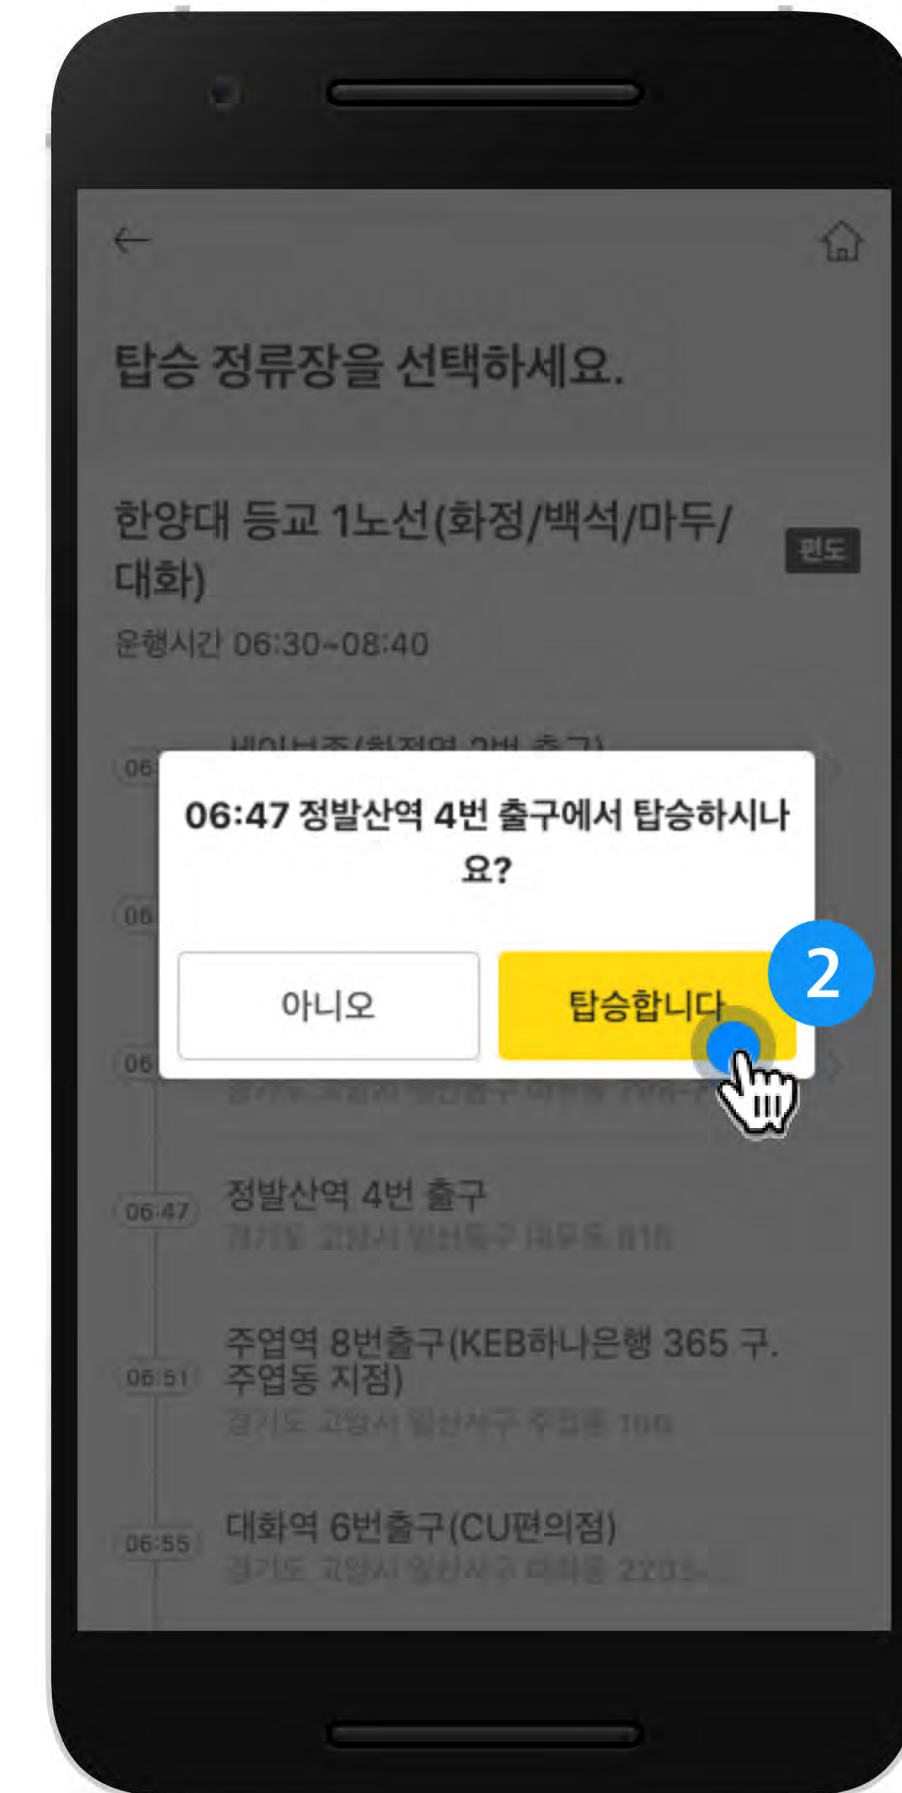 탑승 정류장을 선택하세요.
한양대 등교 1노선(화정/백석/마두/
대화)
편도
운행시간 06:30~08:40
06
06:47 정발산역 4번 출구에서 탑승하시나
요?
06
아니오
탑승합니다
2
06
06:47
정발산역 4번 출구
06:51
주엽역 8번출구(KEB하나은행 365 구.
주엽동 지점)
06:55
대화역 6번출구(CU편의점)